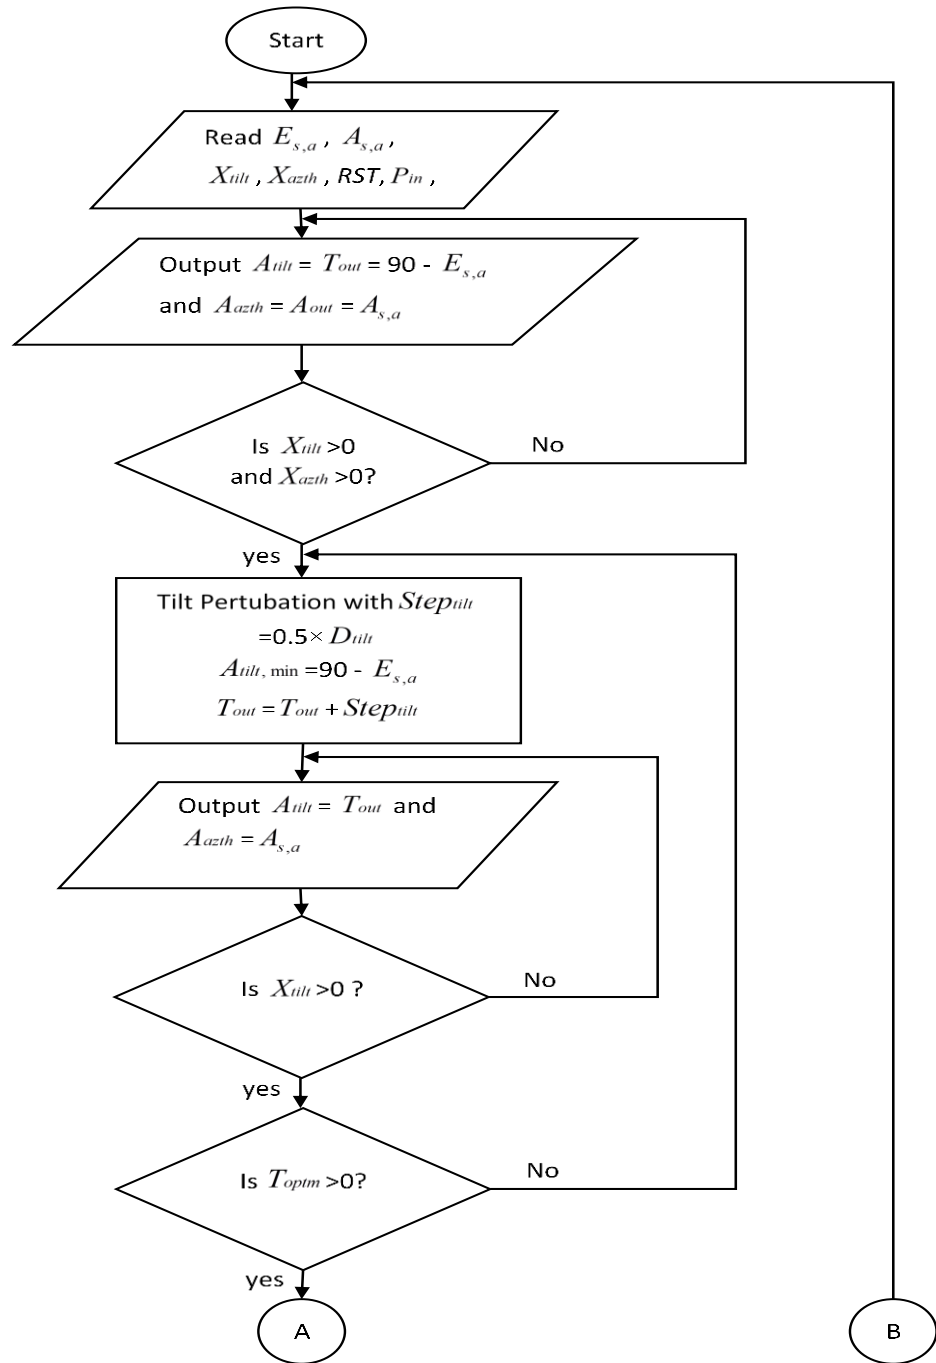 Start
Read E_{s,a} , A_{s,a} ,
X_{tilt} , X_{azth} , RST, P_{in} ,
Output A_{tilt} = T_{out} = 90 - E_{s,a}
and A_{azth} = A_{out} = A_{s,a}
Is X_{tilt} >0
and X_{azth} >0?
No
yes
Tilt Pertubation with Step_{tilt}
=0.5× D_{tilt}
A_{tilt, min} =90 - E_{s,a}
T_{out} = T_{out} + Step_{tilt}
Output A_{tilt} = T_{out} and
A_{azth} = A_{s,a}
Is X_{tilt} >0 ?
No
yes
Is T_{optm} >0?
No
yes
A
B